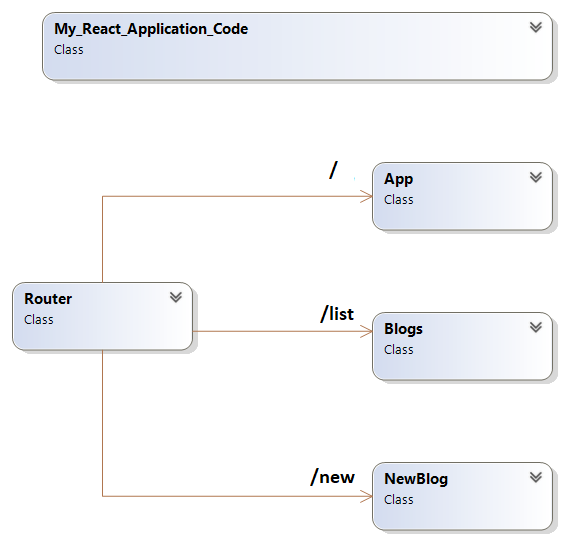 My_React_Application_Code
Class
/
App
Class
Router
Class
/list
Blogs
Class
/new
NewBlog
Class